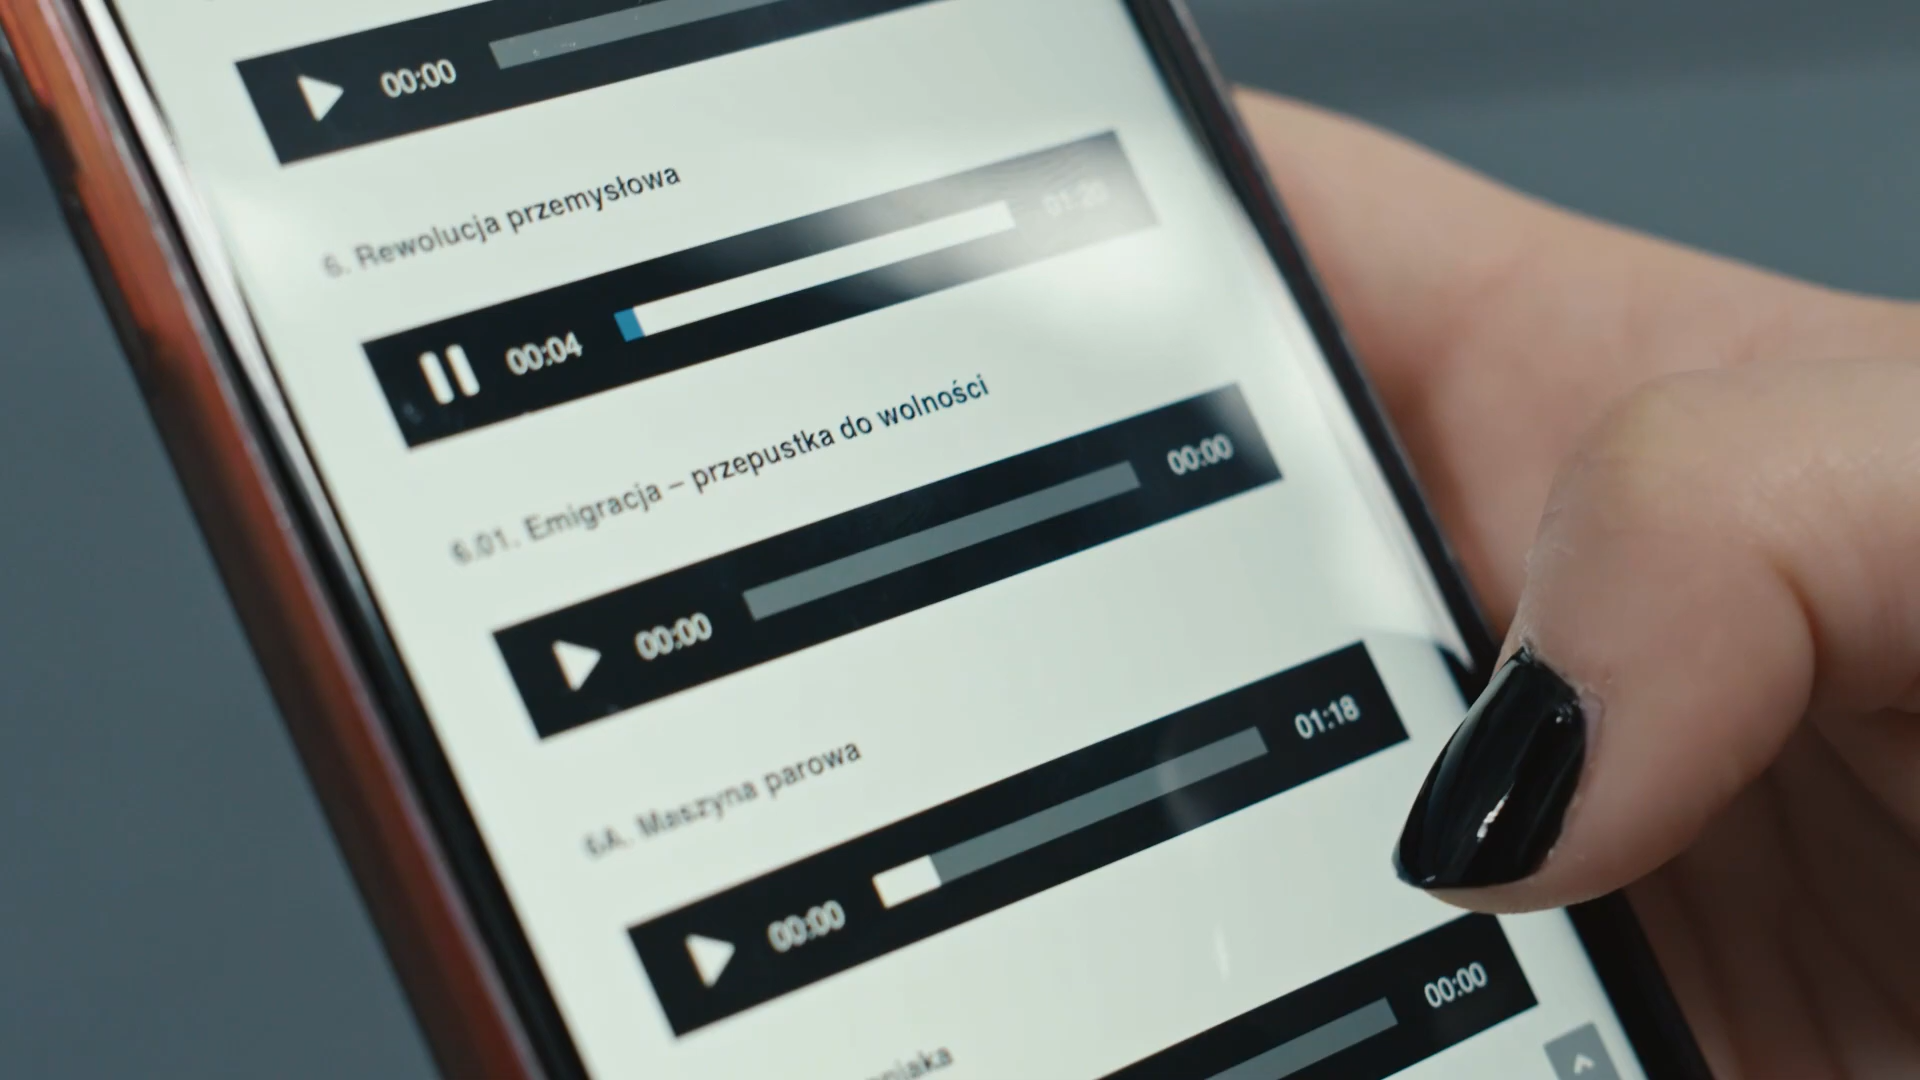 00:00
6. Rewolucja przemysłowa
00:04 01:20
6.01. Emigracja – przepustka do wolności
00:00 00:00
6A. Maszyna parowa
00:00 01:18
00:00